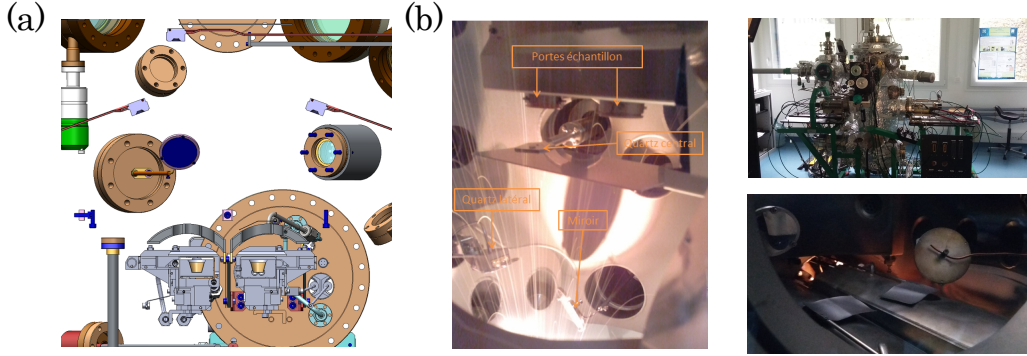 (a)
(b)
Portes échantillon
Quartz central
Quartz latéral
Miroir